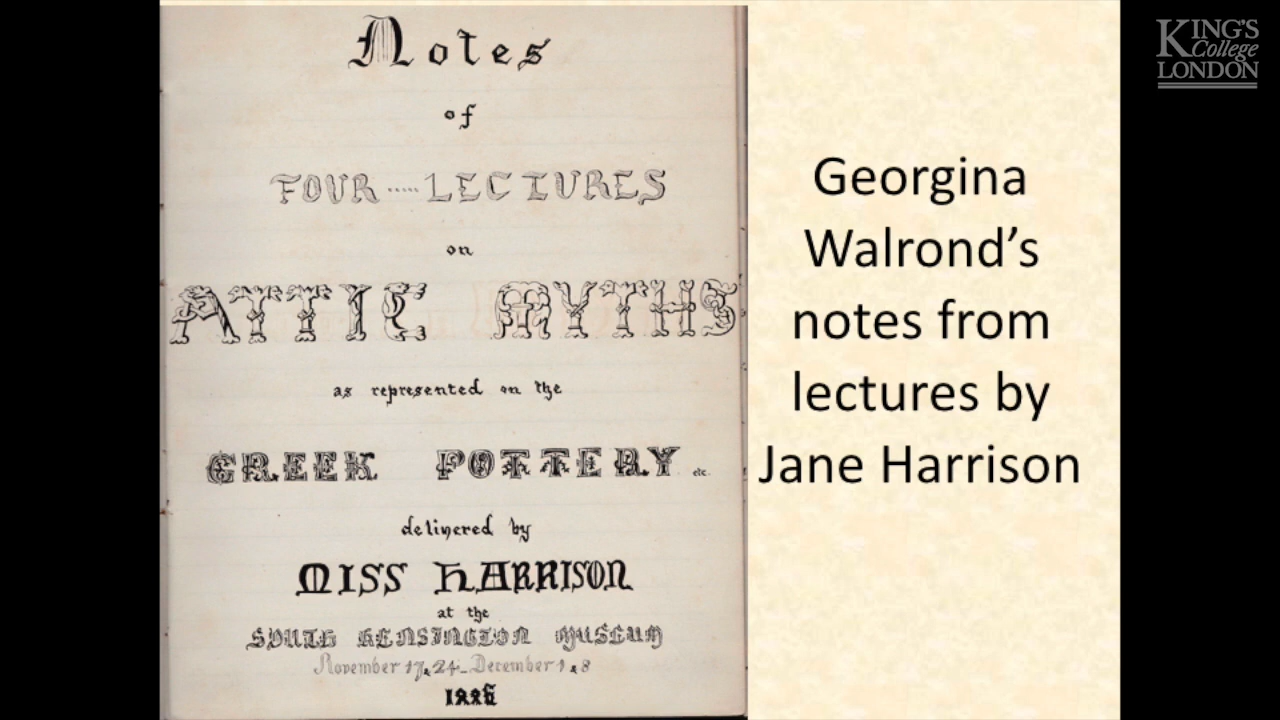 Notes
of
FOUR ..... LECTURES
on
ATTIC MYTHS
as represented on the
GREEK POTTERY etc.
delivered by
MISS HARRISON
at the
SOUTH KENSINGTON MUSEUM
November 17 & 24 - December 1 & 8
1886
Georgina
Walrond’s
notes from
lectures by
Jane Harrison
KING'S
College
LONDON